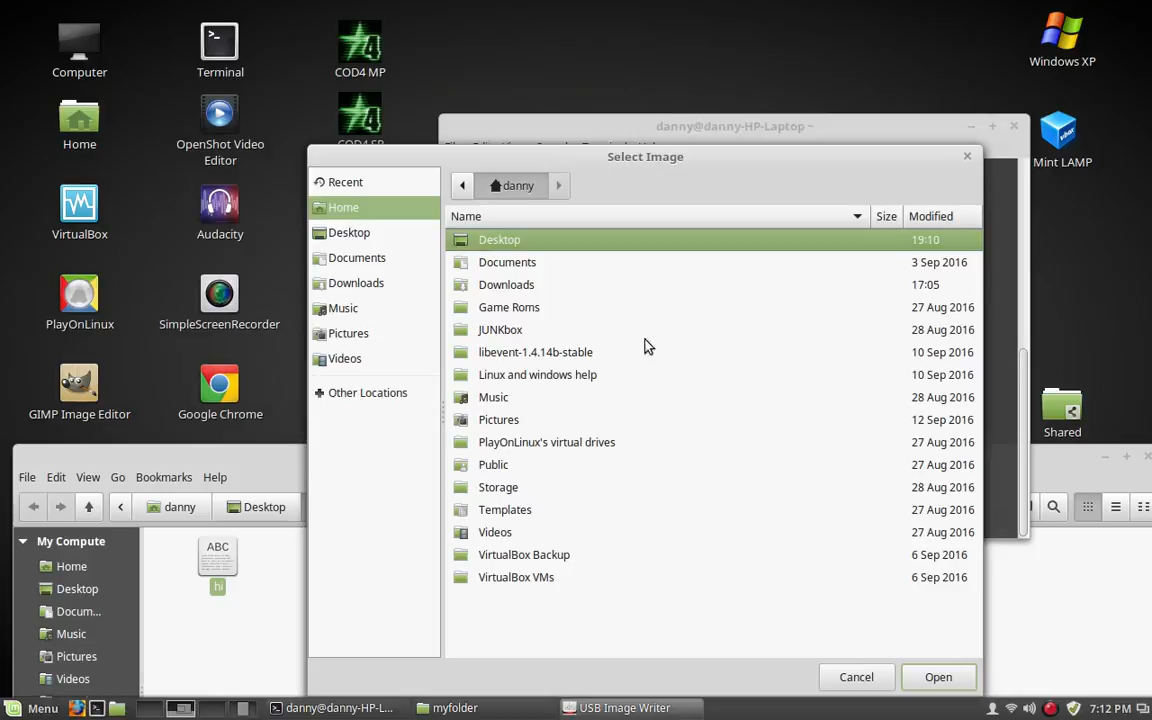 Computer
Terminal
COD4 MP
Windows XP
Home
OpenShot Video
Editor
Mint LAMP
VirtualBox
Audacity
PlayOnLinux
SimpleScreenRecorder
GIMP Image Editor
Google Chrome
Shared
danny@danny-HP-Laptop ~
Select Image
Recent
Home
Desktop
Documents
Downloads
Music
Pictures
Videos
Other Locations
danny
Name Size Modified
Desktop 19:10
Documents 3 Sep 2016
Downloads 17:05
Game Roms 27 Aug 2016
JUNKbox 28 Aug 2016
libevent-1.4.14b-stable 10 Sep 2016
Linux and windows help 10 Sep 2016
Music 28 Aug 2016
Pictures 12 Sep 2016
PlayOnLinux's virtual drives 27 Aug 2016
Public 27 Aug 2016
Storage 28 Aug 2016
Templates 27 Aug 2016
Videos 27 Aug 2016
VirtualBox Backup 6 Sep 2016
VirtualBox VMs 6 Sep 2016
Cancel Open
File Edit View Go Bookmarks Help
danny Desktop
My Compute
Home
Desktop
Docum...
Music
Pictures
Videos
ABC
hi
Menu danny@danny-HP-L... myfolder USB Image Writer 7:12 PM